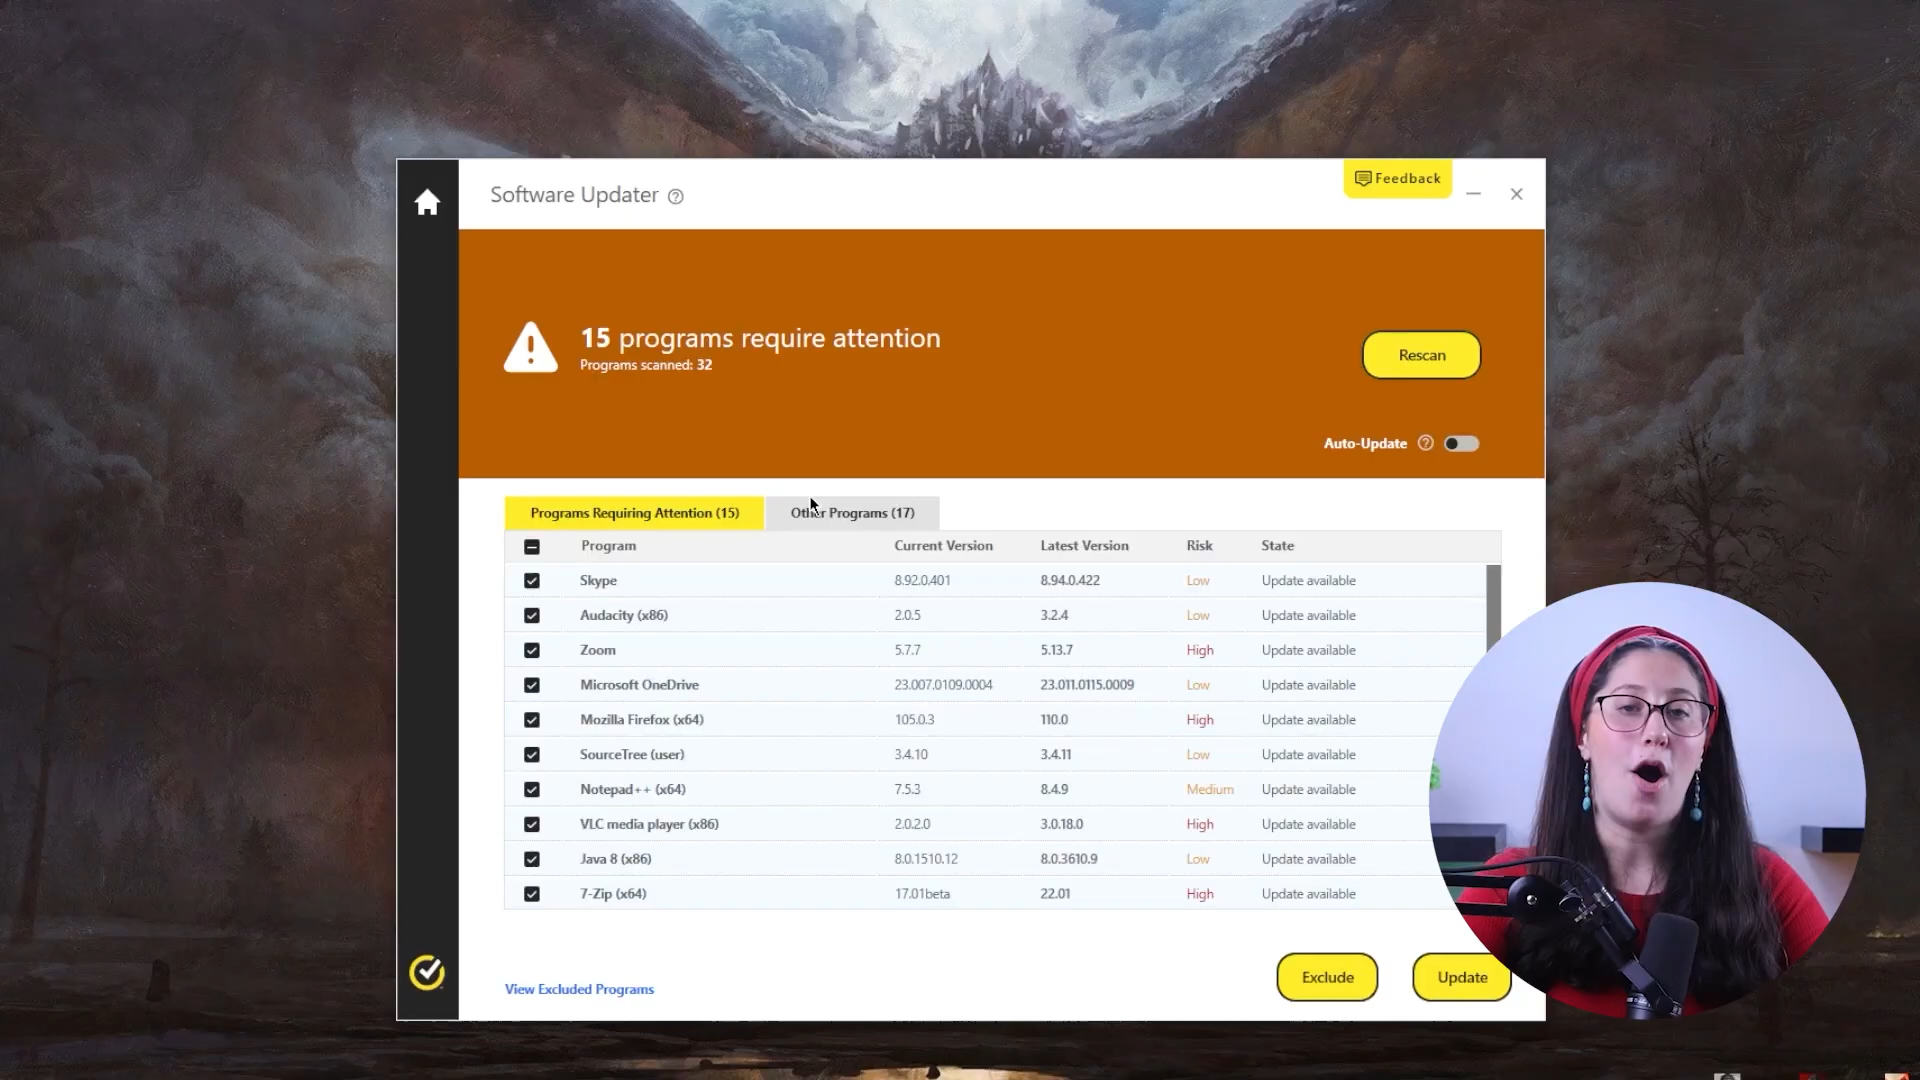 Software Updater
Feedback
15 programs require attention
Programs scanned: 32
Rescan
Auto-Update
Programs Requiring Attention (15) Other Programs (17)
Program Current Version Latest Version Risk State
Skype 8.92.0.401 8.94.0.422 Low Update available
Audacity (x86) 2.0.5 3.2.4 Low Update available
Zoom 5.7.7 5.13.7 High Update available
Microsoft OneDrive 23.007.0109.0004 23.011.0115.0009 Low Update available
Mozilla Firefox (x64) 105.0.3 110.0 High Update available
SourceTree (user) 3.4.10 3.4.11 Low Update available
Notepad++ (x64) 7.5.3 8.4.9 Medium Update available
VLC media player (x86) 2.0.2.0 3.0.18.0 High Update available
Java 8 (x86) 8.0.1510.12 8.0.3610.9 Low Update available
7-Zip (x64) 17.01beta 22.01 High Update available
View Excluded Programs
Exclude
Update